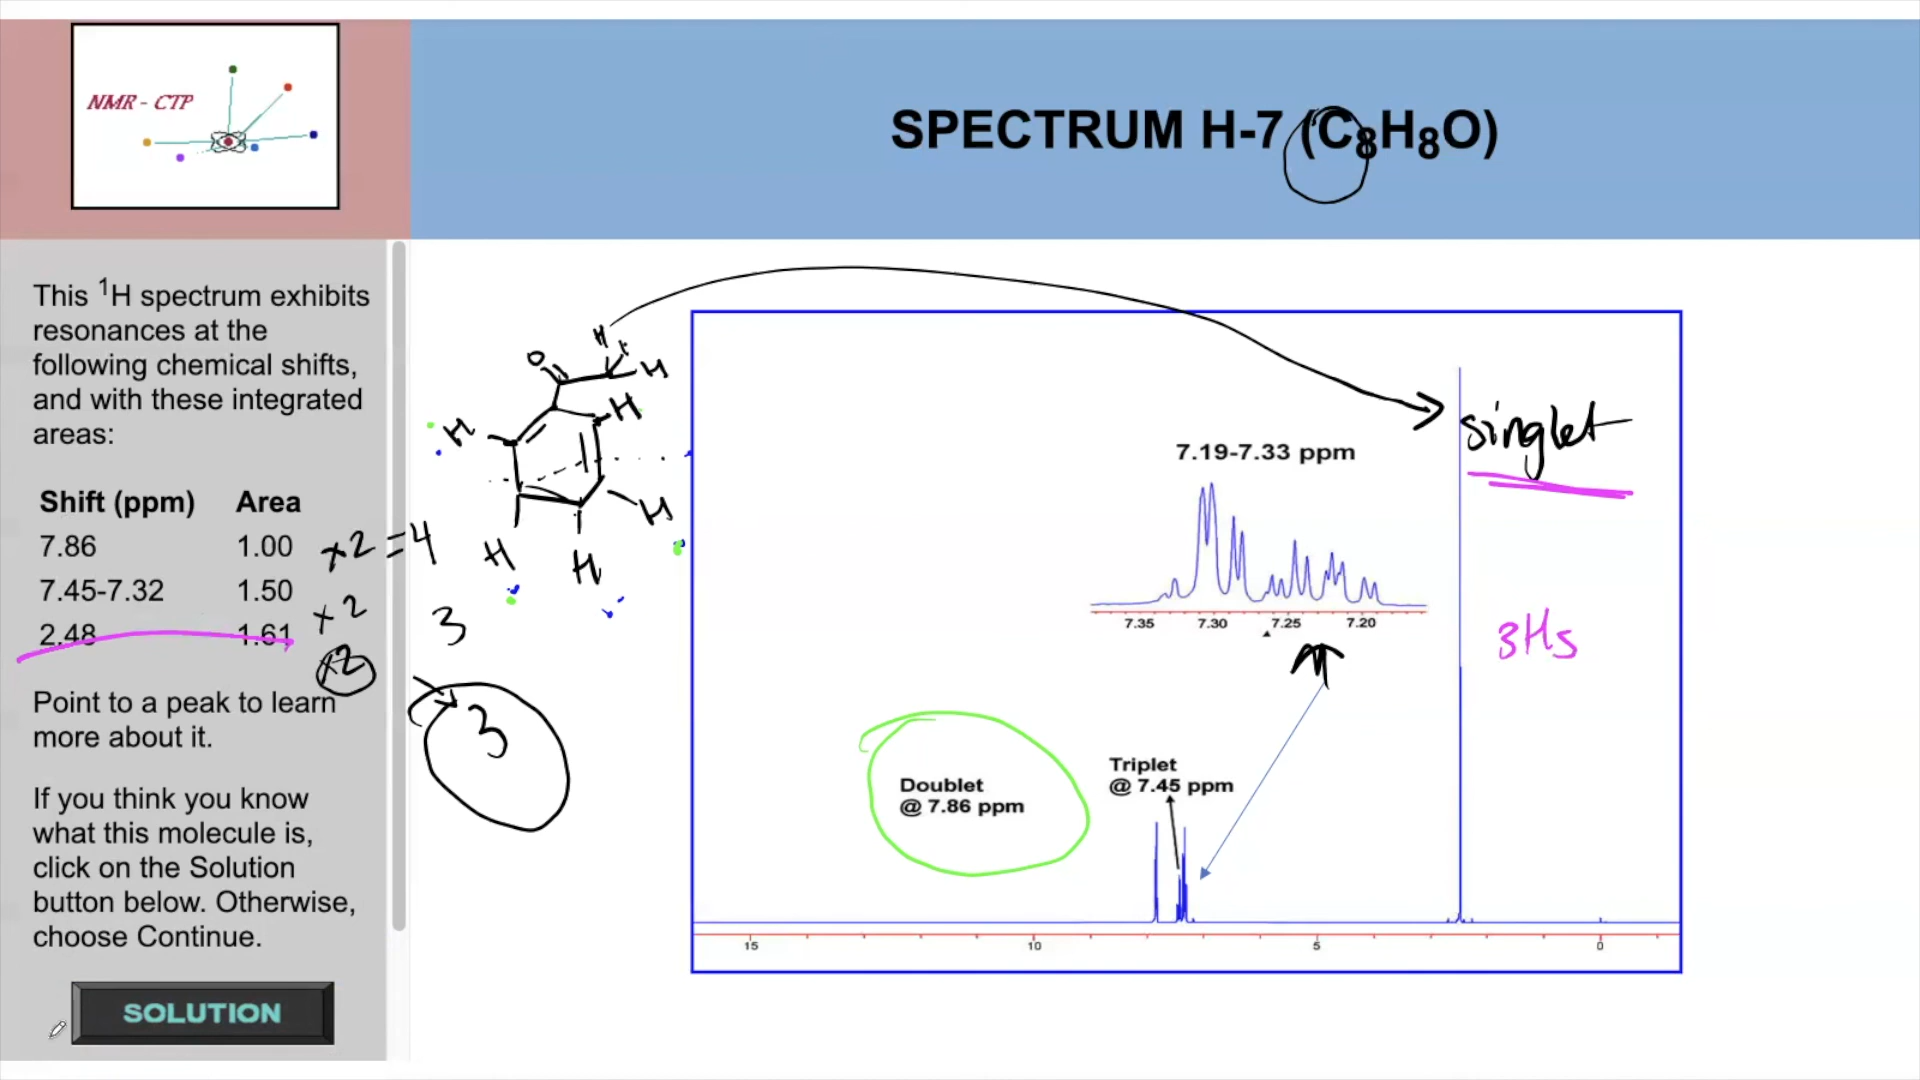 NMR - CTP
SPECTRUM H-7 (C₈H₈O)
This ¹H spectrum exhibits
resonances at the
following chemical shifts,
and with these integrated
areas:
Shift (ppm) Area
7.86 1.00 x2 =4
7.45-7.32 1.50 x2 3
2.48 1.61 x2 3
Point to a peak to learn
more about it.
If you think you know
what this molecule is,
click on the Solution
button below. Otherwise,
choose Continue.
SOLUTION
H
O H
H
H
H
H
H
singlet
7.19-7.33 ppm
7.35 7.30 7.25 7.20
3Hs
Doublet
@ 7.86 ppm
Triplet
@ 7.45 ppm
15 10 5 0